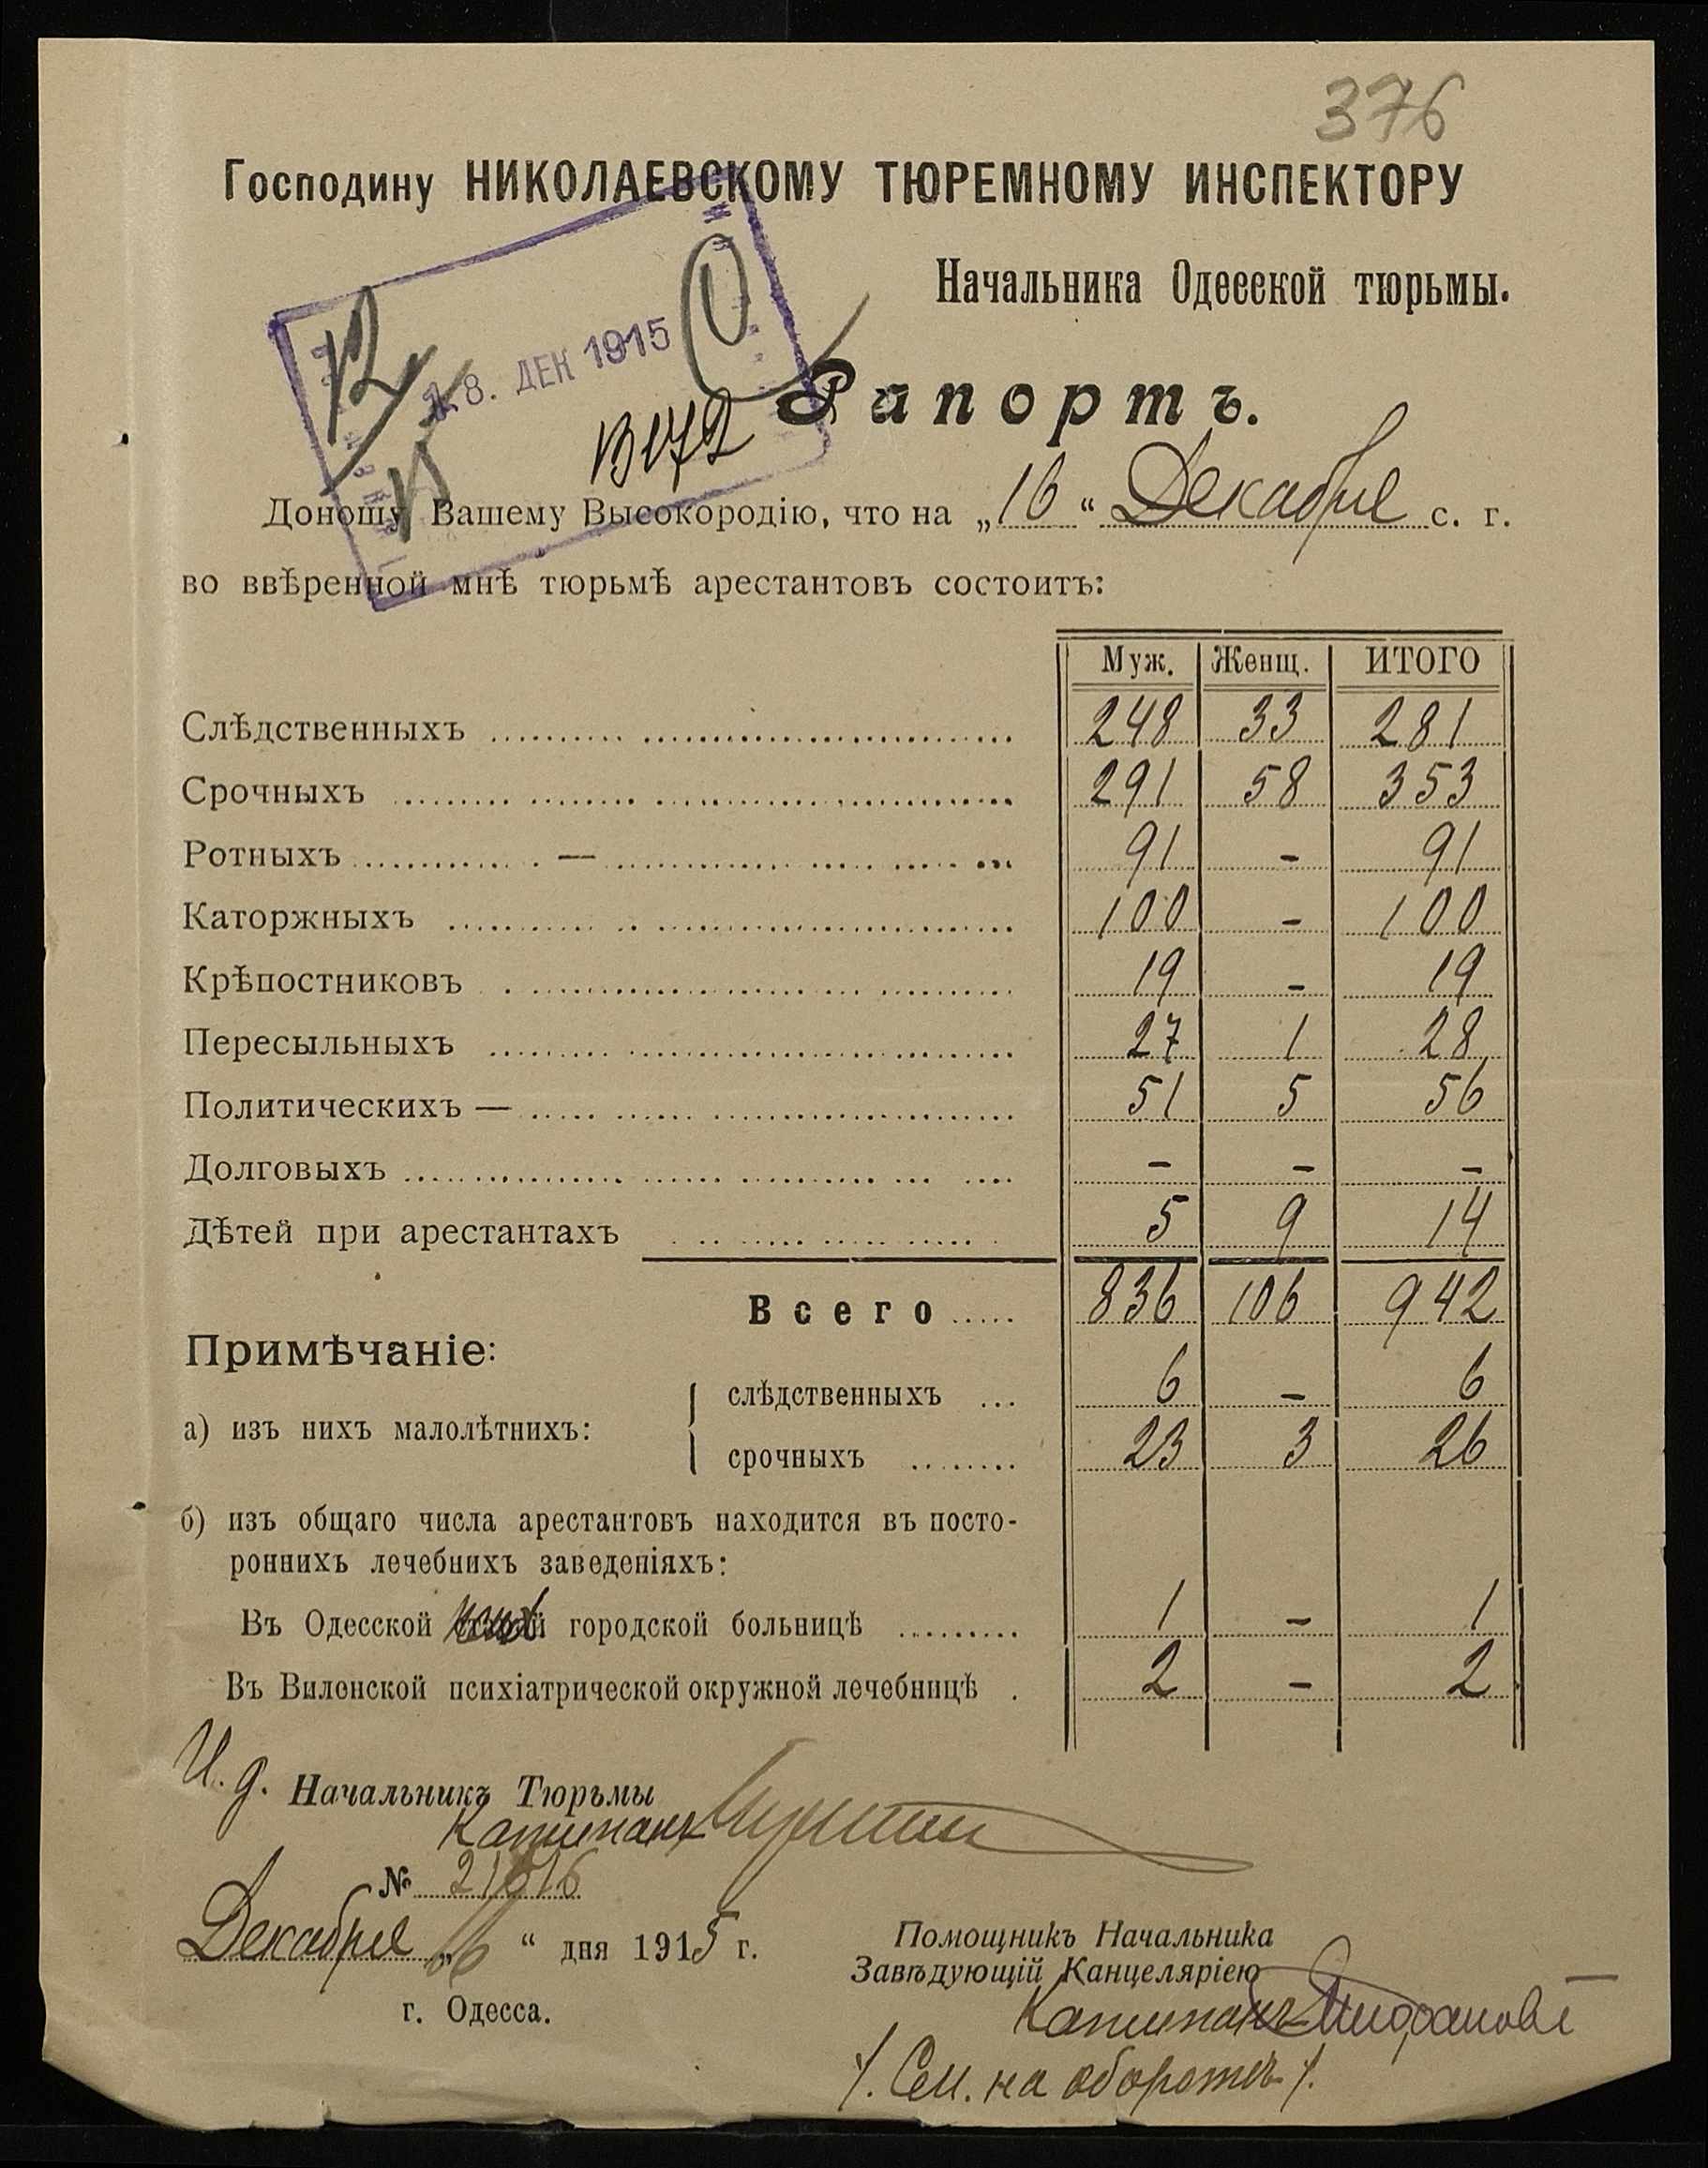 376
Господину НИКОЛАЕВСКОМУ ТЮРЕМНОМУ ИНСПЕКТОРУ
Начальника Одесской тюрьмы.
18. ДЕК 1915
Рапортъ.
Доношу Вашему Высокородію, что на „16“ Декабря с. г.
во ввѣренной мнѣ тюрьмѣ арестантовъ состоитъ:
Муж. Женщ. ИТОГО
Слѣдственныхъ 248 33 281
Срочныхъ 291 58 353
Ротныхъ — 91 - 91
Каторжныхъ 100 - 100
Крѣпостниковъ 19 - 19
Пересыльныхъ 27 1 28
Политическихъ — 51 5 56
Долговыхъ - - -
Дѣтей при арестантахъ 5 9 14
Всего 836 106 942
Примѣчаніе:
а) изъ нихъ малолѣтнихъ:
слѣдственныхъ 6 - 6
срочныхъ 23 3 26
б) изъ общаго числа арестантовъ находится въ посто-
роннихъ лечебнихъ заведеніяхъ:
Въ Одесской городской больницѣ 1 - 1
Въ Виленской психіатрической окружной лечебницѣ 2 - 2
И. д. Начальникъ Тюрьмы
Капитанъ
№ 21616
Декабря „16“ дня 1915 г.
г. Одесса.
Помощникъ Начальника
Завѣдующій Канцеляріею
Капитанъ
/. См. на оборотѣ /.